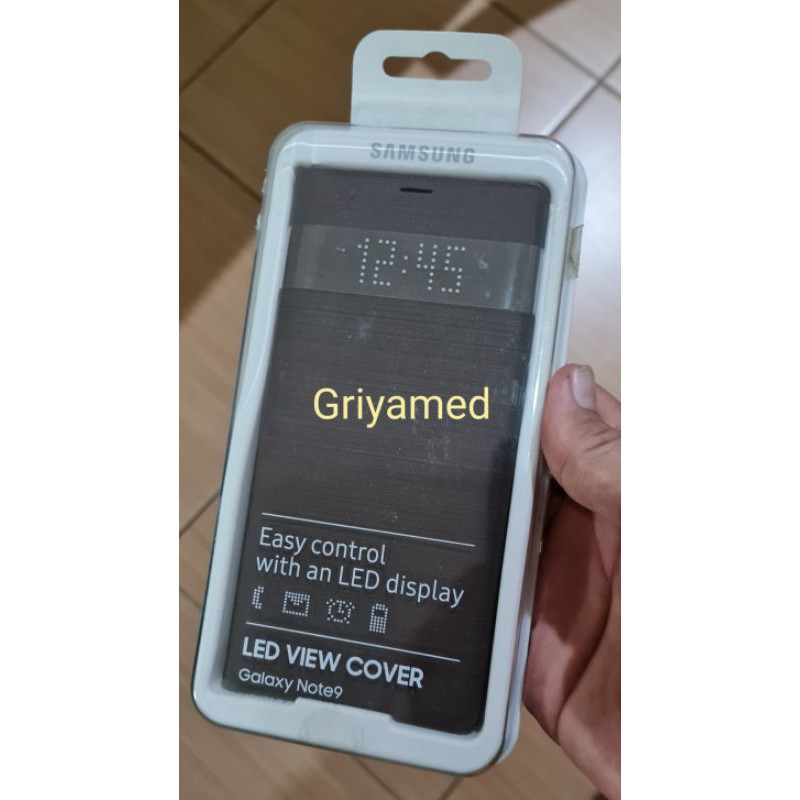 SAMSUNG
12:45
Griyamed
Easy control
with an LED display
LED VIEW COVER
Galaxy Note9